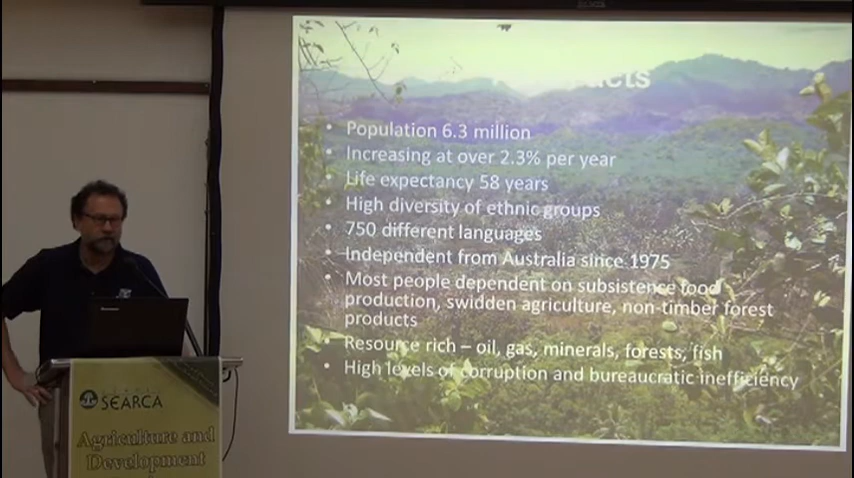 • Population 6.3 million
• Increasing at over 2.3% per year
• Life expectancy 58 years
• High diversity of ethnic groups
• 750 different languages
• Independent from Australia since 1975
• Most people dependent on subsistence food
production, swidden agriculture, non-timber forest
products
• Resource rich – oil, gas, minerals, forests, fish
• High levels of corruption and bureaucratic inefficiency
SEARCA
Agriculture and
Development